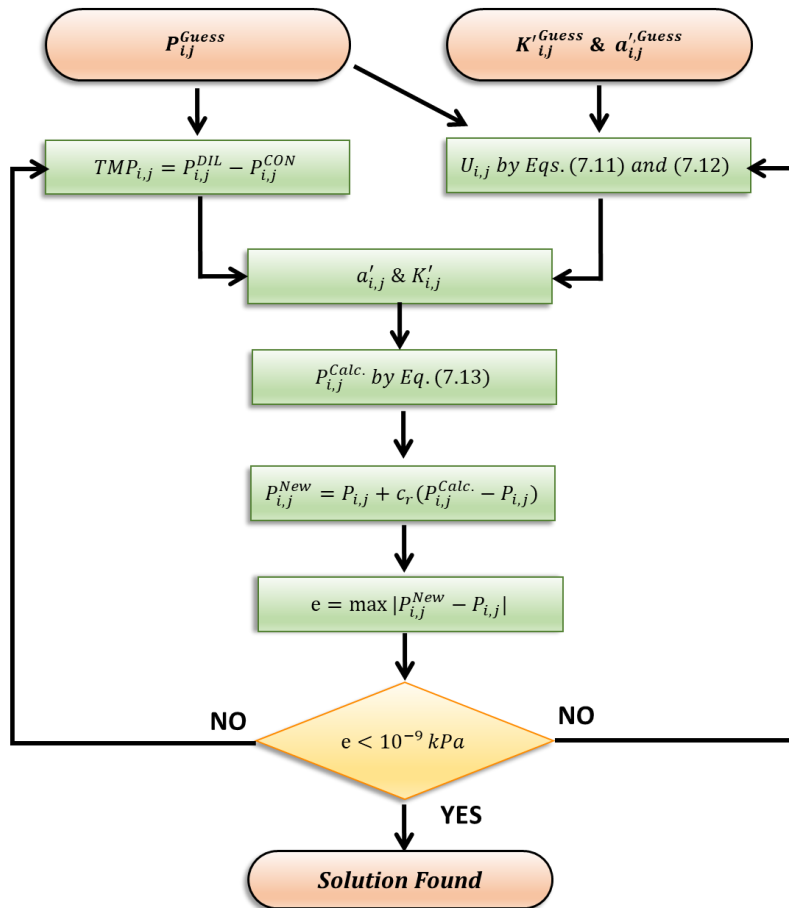 P_{i,j}^{Guess}
K'_{i,j}^{Guess} & a_{i,j}^{',Guess}
TMP_{i,j} = P_{i,j}^{DIL} − P_{i,j}^{CON}
U_{i,j} by Eqs. (7.11) and (7.12)
a'_{i,j} & K'_{i,j}
P_{i,j}^{Calc.} by Eq. (7.13)
P_{i,j}^{New} = P_{i,j} + c_r(P_{i,j}^{Calc.} − P_{i,j})
e = max |P_{i,j}^{New} − P_{i,j}|
NO
NO
e < 10^{−9} kPa
YES
Solution Found